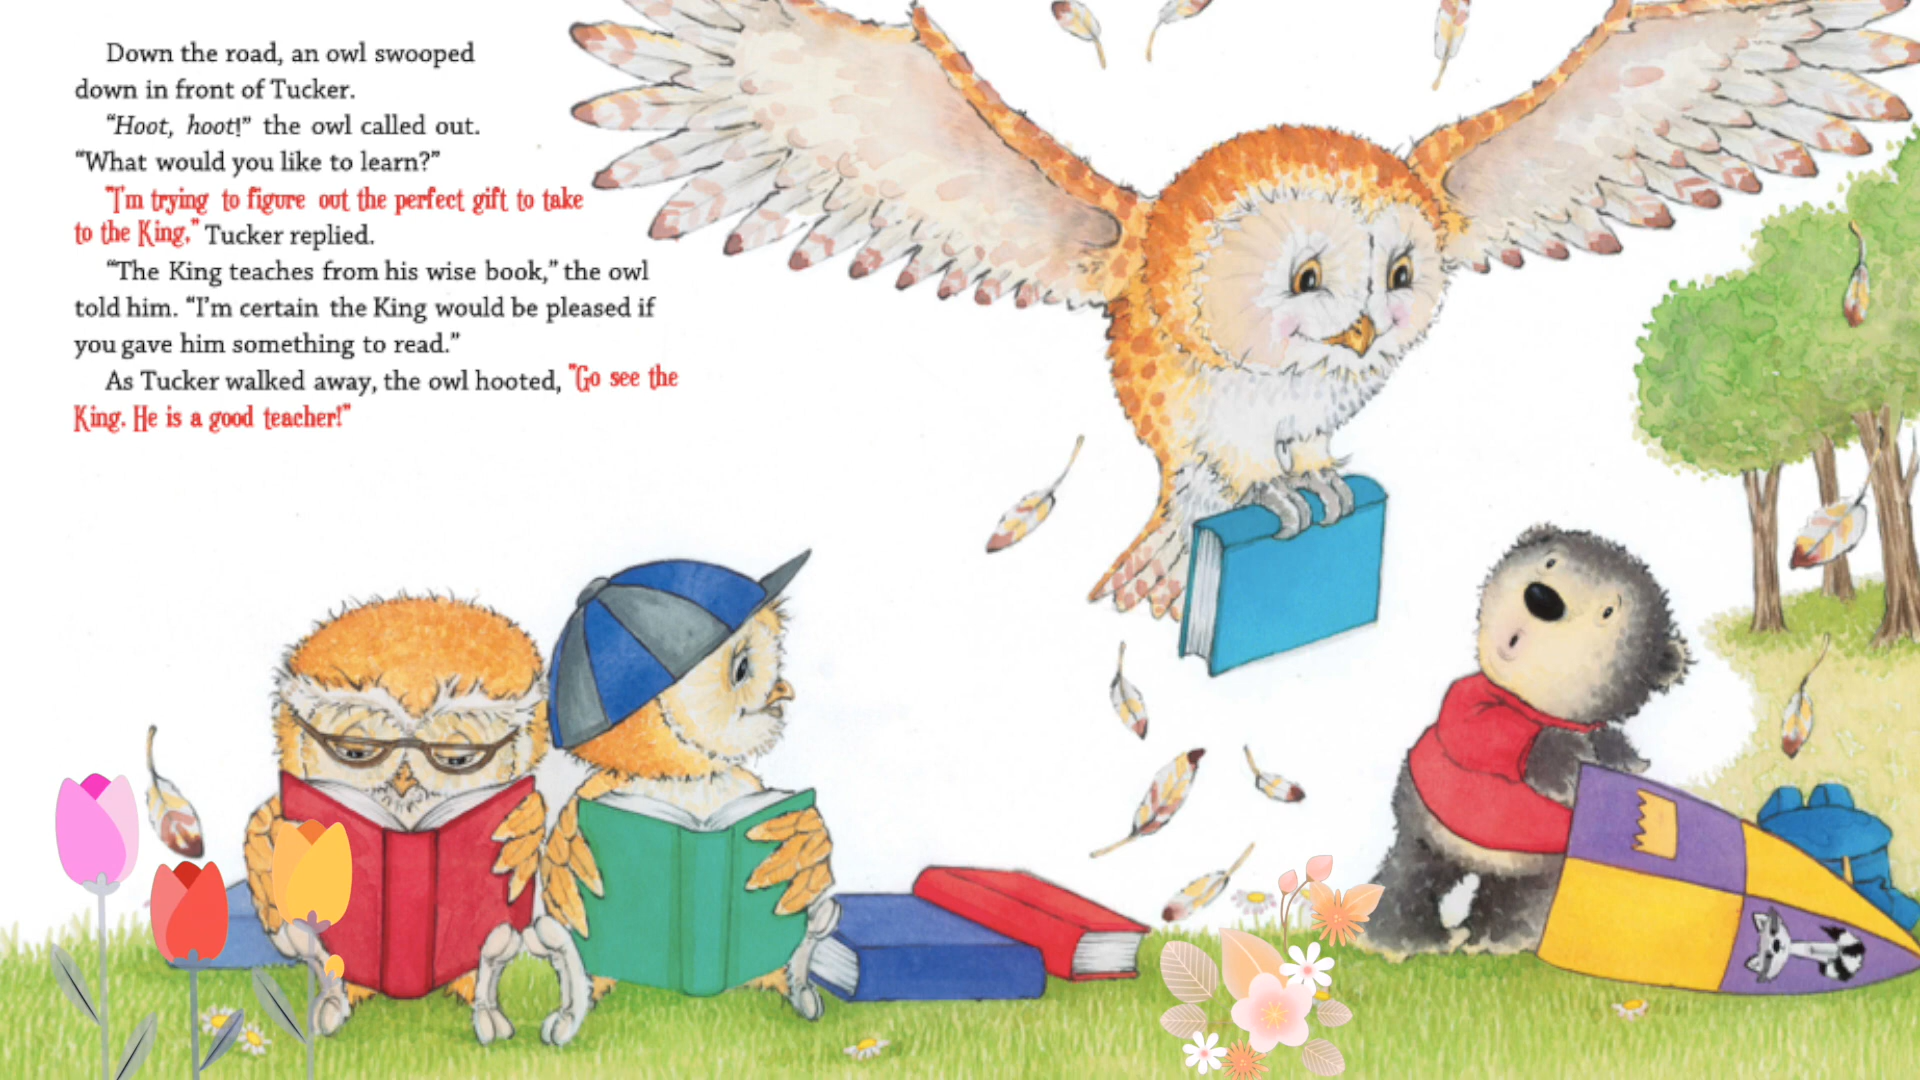 Down the road, an owl swooped
down in front of Tucker.
“Hoot, hoot!” the owl called out.
“What would you like to learn?”
"I'm trying to figure out the perfect gift to take
to the King," Tucker replied.
“The King teaches from his wise book,” the owl
told him. “I’m certain the King would be pleased if
you gave him something to read.”
As Tucker walked away, the owl hooted, "Go see the
King. He is a good teacher!"